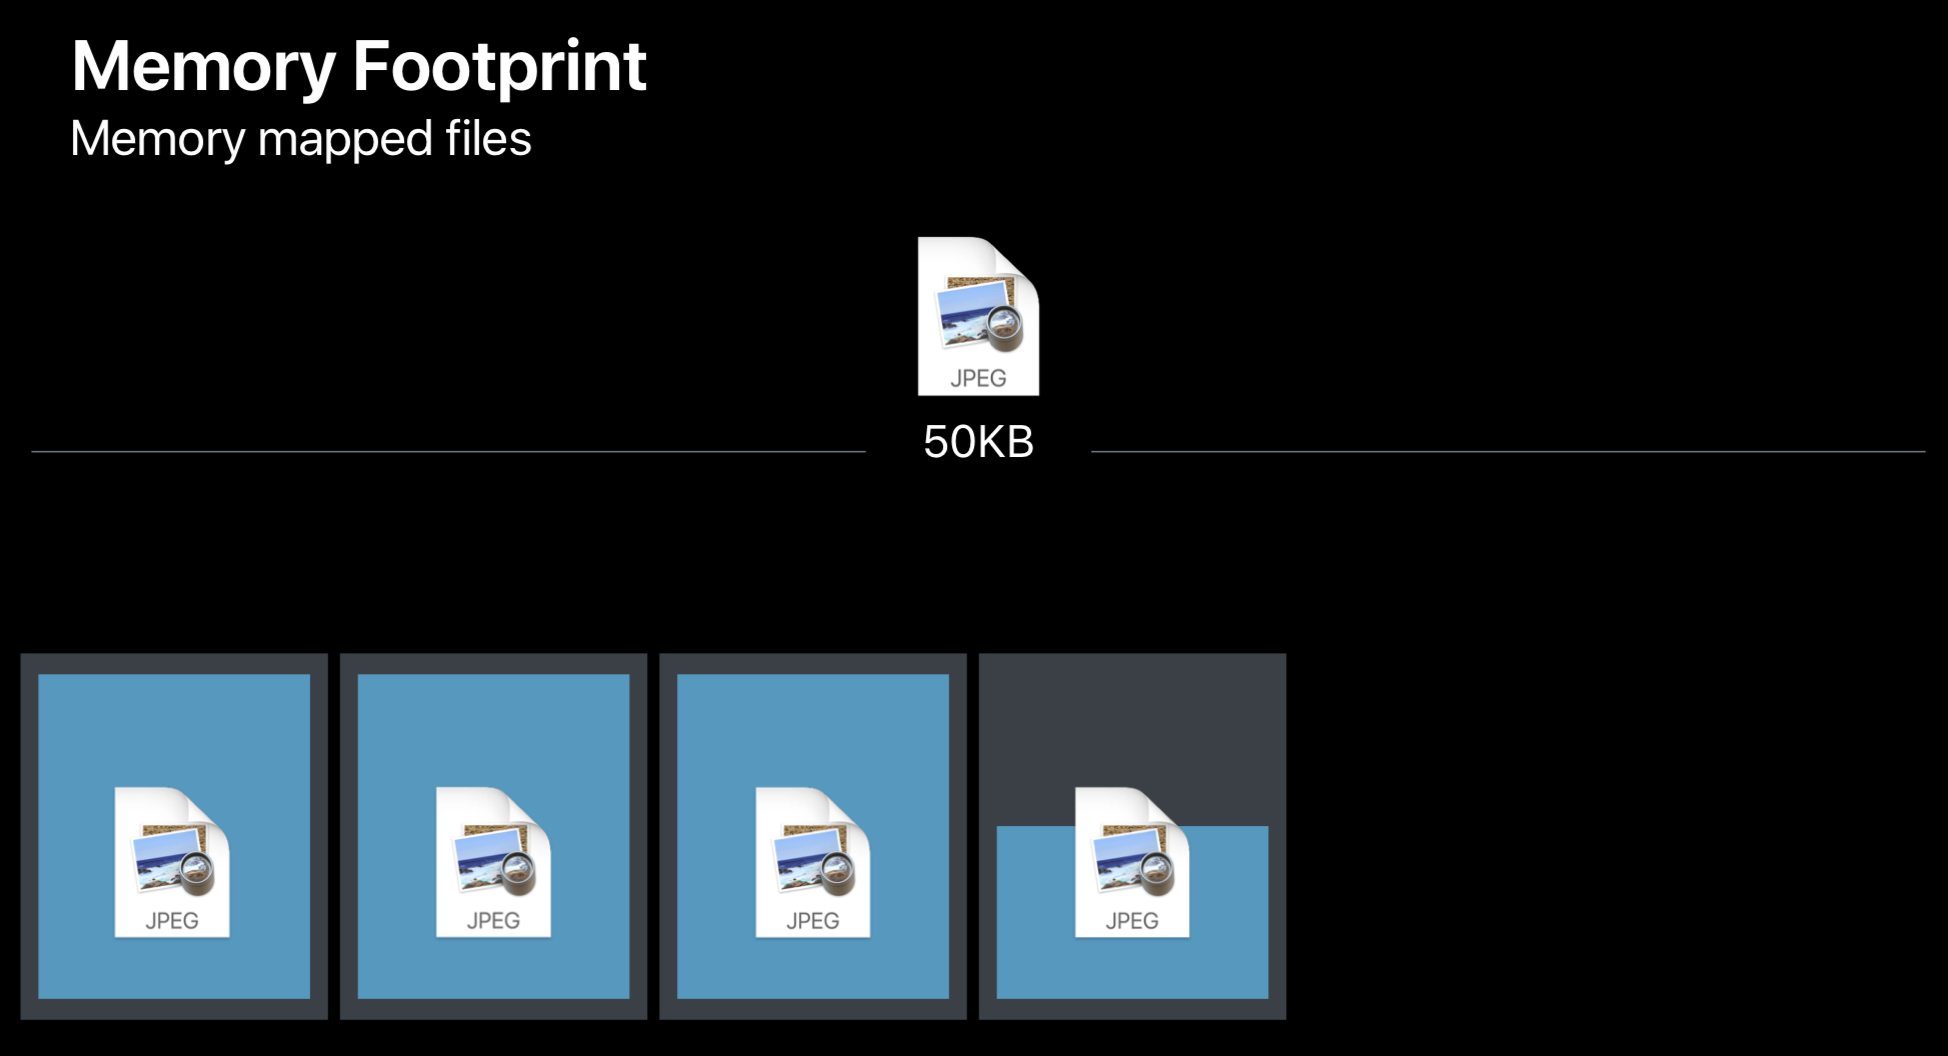 Memory Footprint
Memory mapped files
JPEG
50KB
JPEG
JPEG
JPEG
JPEG